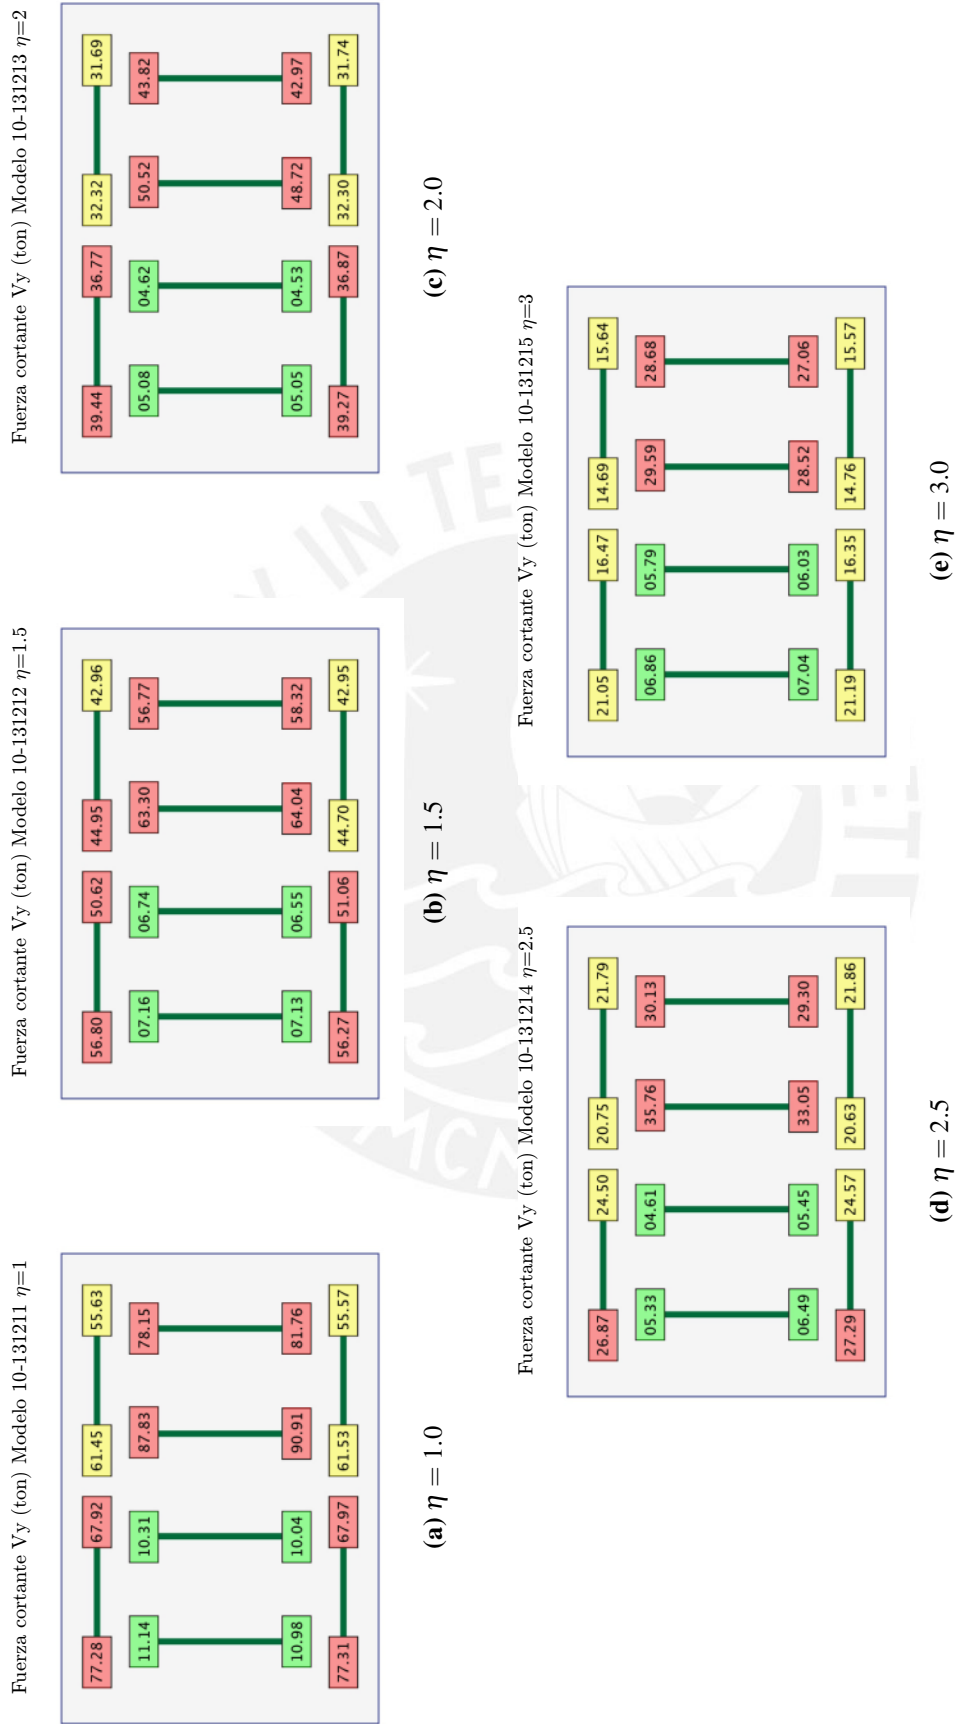 Fuerza cortante Vy (ton) Modelo 10-131211 η=1
77.28 67.92 61.45 55.63
11.14 10.31 87.83 78.15
10.98 10.04 90.91 81.76
77.31 67.97 61.53 55.57
(a) η = 1.0
Fuerza cortante Vy (ton) Modelo 10-131212 η=1.5
56.80 50.62 44.95 42.96
07.16 06.74 63.30 56.77
07.13 06.55 64.04 58.32
56.27 51.06 44.70 42.95
(b) η = 1.5
Fuerza cortante Vy (ton) Modelo 10-131213 η=2
39.44 36.77 32.32 31.69
05.08 04.62 50.52 43.82
05.05 04.53 48.72 42.97
39.27 36.87 32.30 31.74
(c) η = 2.0
Fuerza cortante Vy (ton) Modelo 10-131214 η=2.5
26.87 24.50 20.75 21.79
05.33 04.61 35.76 30.13
06.49 05.45 33.05 29.30
27.29 24.57 20.63 21.86
(d) η = 2.5
Fuerza cortante Vy (ton) Modelo 10-131215 η=3
21.05 16.47 14.69 15.64
06.86 05.79 29.59 28.68
07.04 06.03 28.52 27.06
21.19 16.35 14.76 15.57
(e) η = 3.0